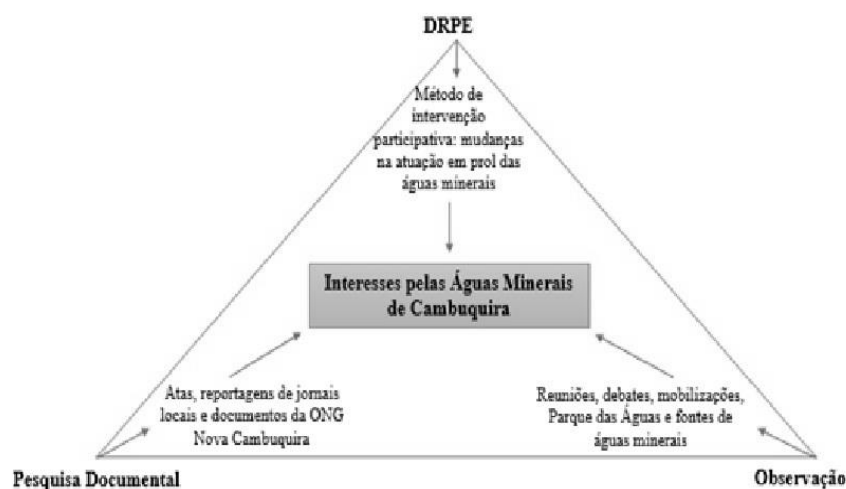 DRPE
Método de
intervenção
participativa: mudanças
na atuação em prol das
águas minerais
Interesses pelas Águas Minerais
de Cambuquira
Atas, reportagens de jornais
locais e documentos da ONG
Nova Cambuquira
Reuniões, debates, mobilizações,
Parque das Águas e fontes de
águas minerais
Pesquisa Documental
Observação